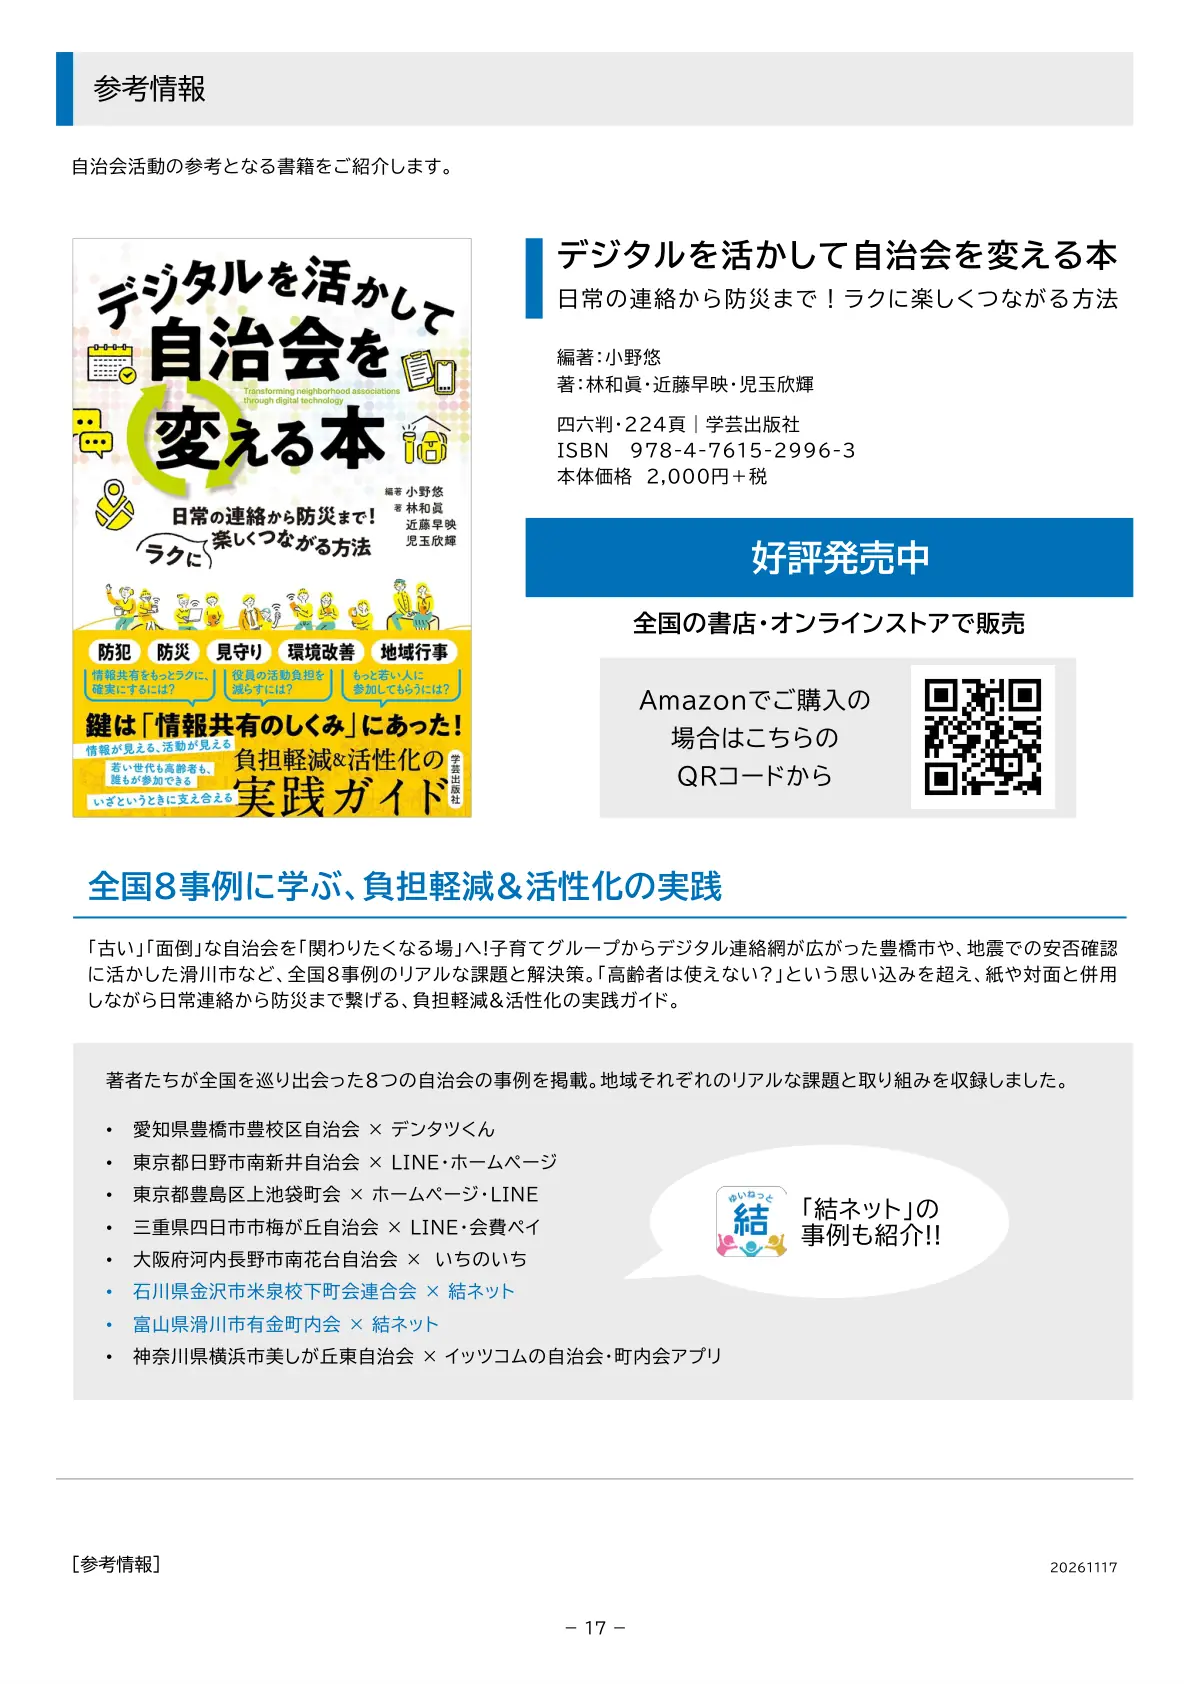 参考情報
自治会活動の参考となる書籍をご紹介します。
デジタルを活かして
自治会を
Transforming neighborhood associations
through digital technology
変える本
編著 小野悠
著 林和眞
近藤早映
児玉欣輝
日常の連絡から防災まで!
ラクに楽しくつながる方法
防犯 防災 見守り 環境改善 地域行事
情報共有をもっとラクに、
確実にするには?
役員の活動負担を
減らすには?
もっと若い人に
参加してもらうには?
鍵は「情報共有のしくみ」にあった!
情報が見える、活動が見える
若い世代も高齢者も、
誰もが参加できる
いざというときに支え合える
負担軽減&活性化の
実践ガイド
学芸出版社
デジタルを活かして自治会を変える本
日常の連絡から防災まで！ラクに楽しくつながる方法
編著：小野悠
著：林和眞・近藤早映・児玉欣輝
四六判・224頁｜学芸出版社
ISBN　978-4-7615-2996-3
本体価格　2,000円＋税
好評発売中
全国の書店・オンラインストアで販売
Amazonでご購入の
場合はこちらの
QRコードから
全国8事例に学ぶ、負担軽減＆活性化の実践
「古い」「面倒」な自治会を「関わりたくなる場」へ!子育てグループからデジタル連絡網が広がった豊橋市や、地震での安否確認
に活かした滑川市など、全国8事例のリアルな課題と解決策。「高齢者は使えない？」という思い込みを超え、紙や対面と併用
しながら日常連絡から防災まで繋げる、負担軽減＆活性化の実践ガイド。
著者たちが全国を巡り出会った8つの自治会の事例を掲載。地域それぞれのリアルな課題と取り組みを収録しました。
• 愛知県豊橋市豊校区自治会 × デンタツくん
• 東京都日野市南新井自治会 × LINE・ホームページ
• 東京都豊島区上池袋町会 × ホームページ・LINE
• 三重県四日市市梅が丘自治会 × LINE・会費ペイ
• 大阪府河内長野市南花台自治会 × いちのいち
• 石川県金沢市米泉校下町会連合会 × 結ネット
• 富山県滑川市有金町内会 × 結ネット
• 神奈川県横浜市美しが丘東自治会 × イッツコムの自治会・町内会アプリ
ゆいねっと
結
「結ネット」の
事例も紹介!!
［参考情報］
20261117
– 17 –